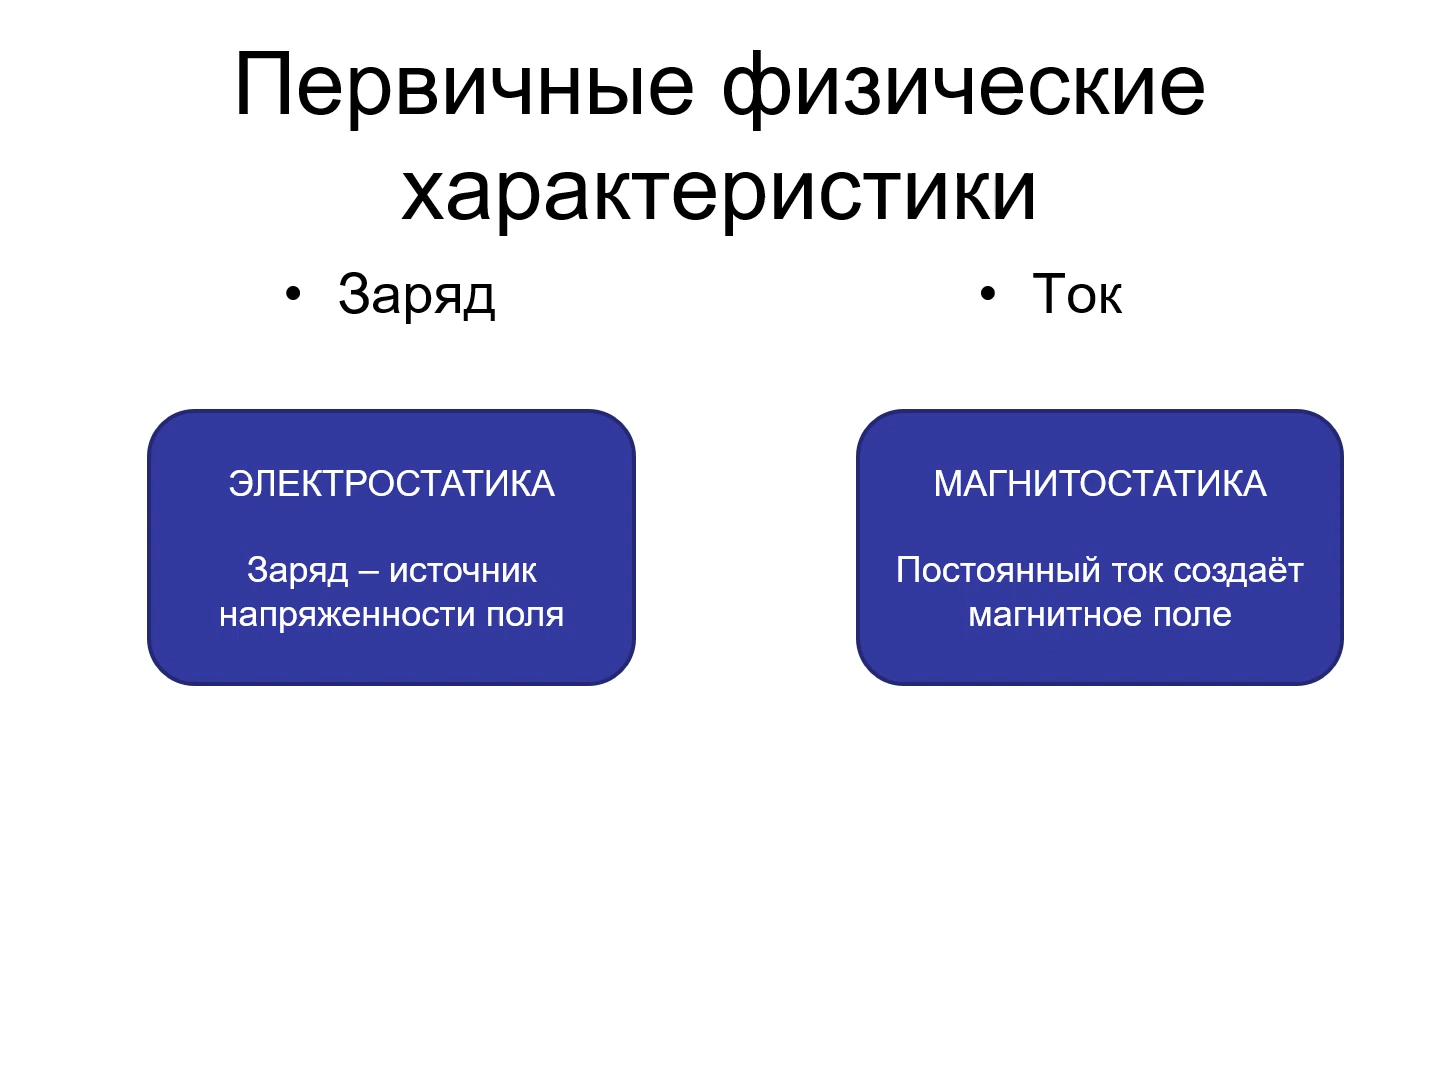 Первичные физические
характеристики
• Заряд
• Ток
ЭЛЕКТРОСТАТИКА
Заряд – источник
напряженности поля
МАГНИТОСТАТИКА
Постоянный ток создаёт
магнитное поле